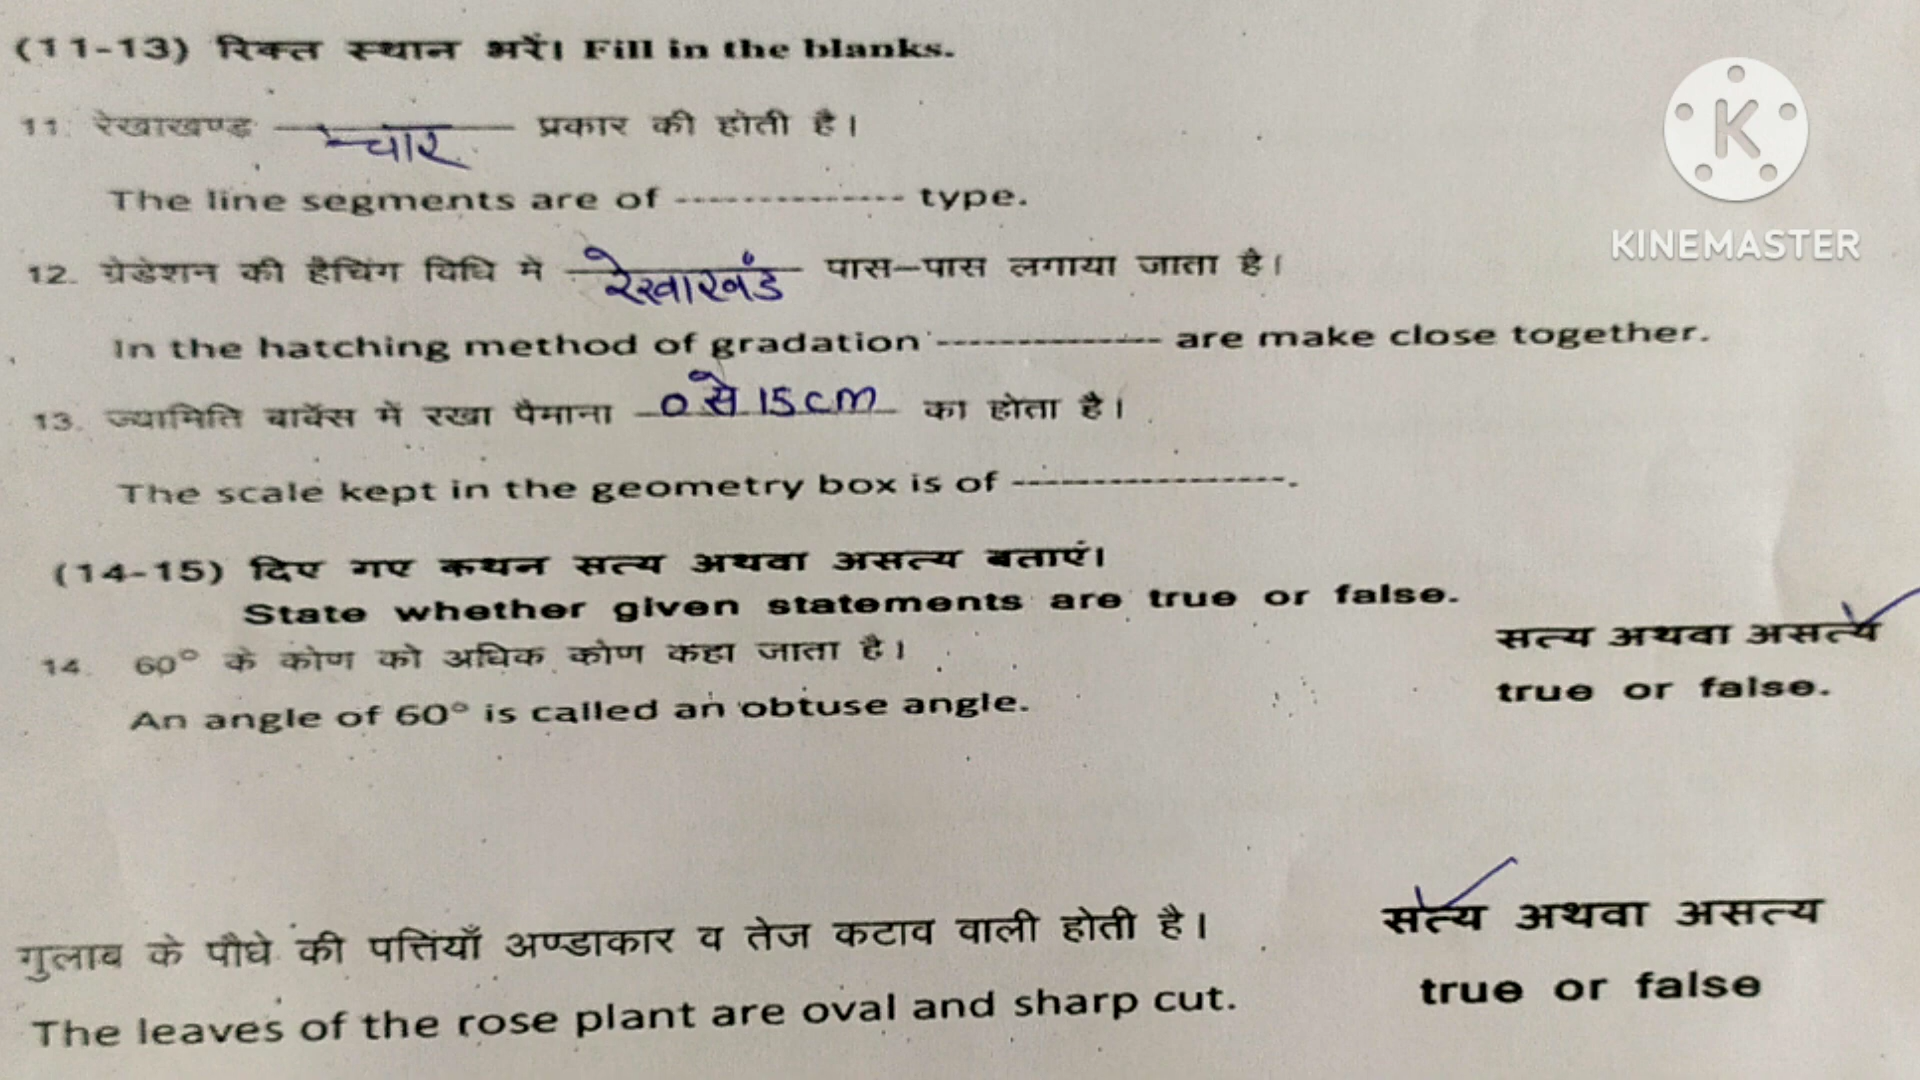 (11-13) रिक्त स्थान भरें। Fill in the blanks.
11. रेखाखण्ड चार प्रकार की होती है।
The line segments are of -------------- type.
12. ग्रेडेशन की हैचिंग विधि में रेखाखंड पास-पास लगाया जाता है।
In the hatching method of gradation -------------- are make close together.
13. ज्यामिति बाक्स में रखा पैमाना 0 से 15 cm का होता है।
The scale kept in the geometry box is of -----------------.
(14-15) दिए गए कथन सत्य अथवा असत्य बताएं।
State whether given statements are true or false.
14. 60° के कोण को अधिक कोण कहा जाता है। सत्य अथवा असत्य
An angle of 60° is called an obtuse angle. true or false.
गुलाब के पौधे की पत्तियाँ अण्डाकार व तेज कटाव वाली होती है। सत्य अथवा असत्य
The leaves of the rose plant are oval and sharp cut. true or false
K
KINEMASTER